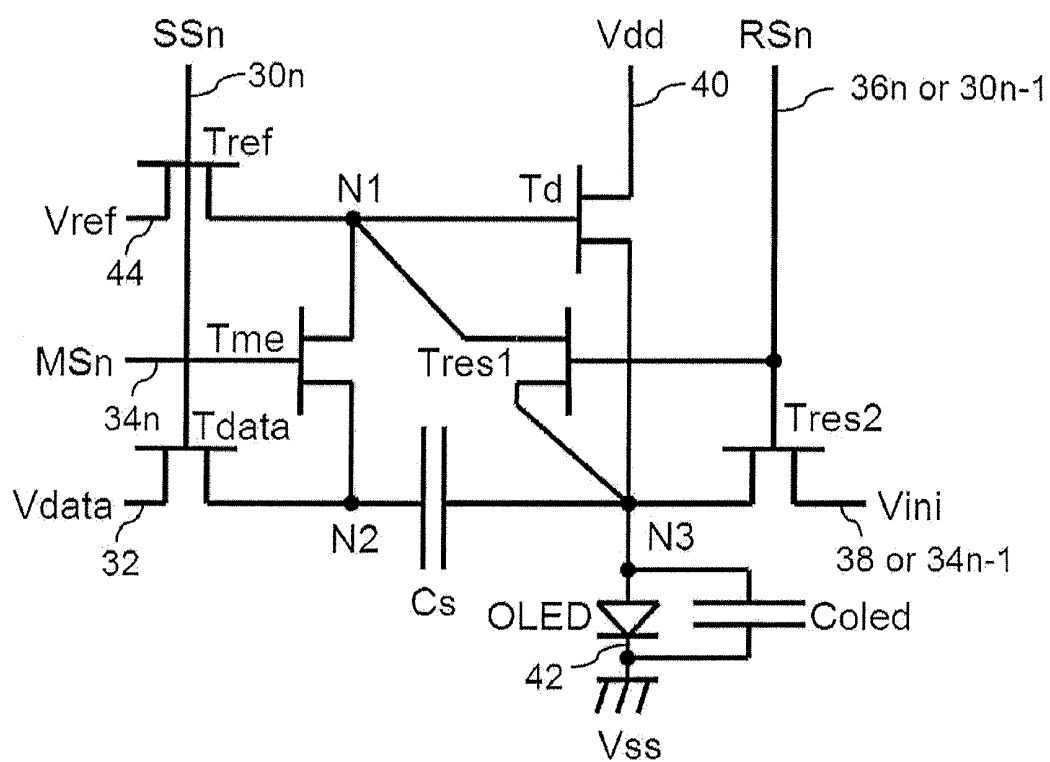 SSn
Vdd
RSn
30n
40
36n or 30n-1
Tref
N1
Td
Vref
44
Tme
MSn
Tres1
34n
Tdata
Tres2
Vdata
N2
N3
Vini
32
38 or 34n-1
Cs
OLED
Coled
42
Vss